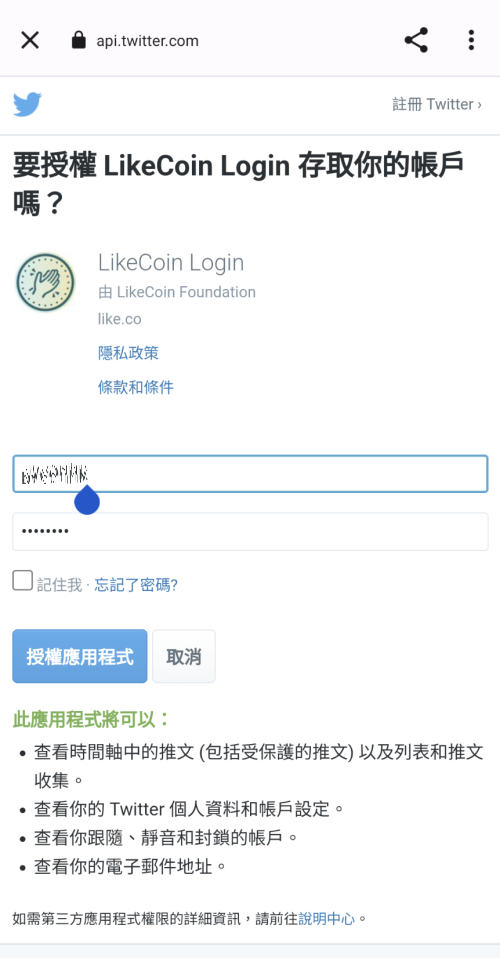 api.twitter.com
註冊 Twitter ›
要授權 LikeCoin Login 存取你的帳戶
嗎？
LikeCoin Login
由 LikeCoin Foundation
like.co
隱私政策
條款和條件
••••••••
記住我 · 忘記了密碼?
授權應用程式 取消
此應用程式將可以：
• 查看時間軸中的推文 (包括受保護的推文) 以及列表和推文
收集。
• 查看你的 Twitter 個人資料和帳戶設定。
• 查看你跟隨、靜音和封鎖的帳戶。
• 查看你的電子郵件地址。
如需第三方應用程式權限的詳細資訊，請前往說明中心。